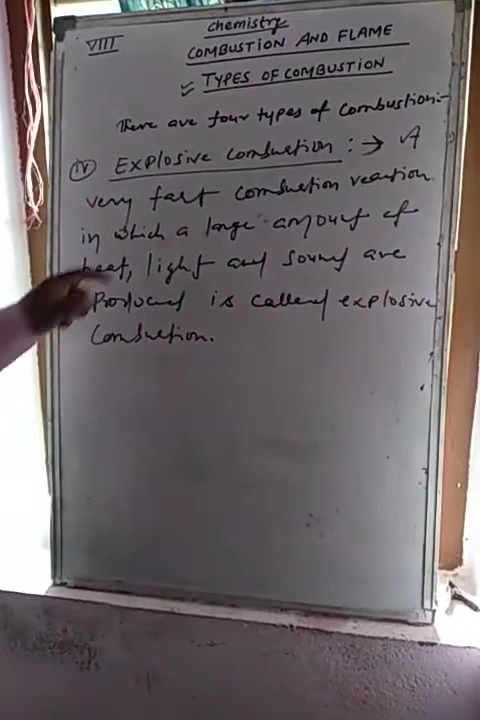 Chemistry
VIII
COMBUSTION AND FLAME
TYPES OF COMBUSTION
There are four types of Combustion:-
(iv) Explosive Combustion :→ A
very fast combustion reaction
in which a large amount of
heat, light and sound are
Produced is called explosive
Combustion.